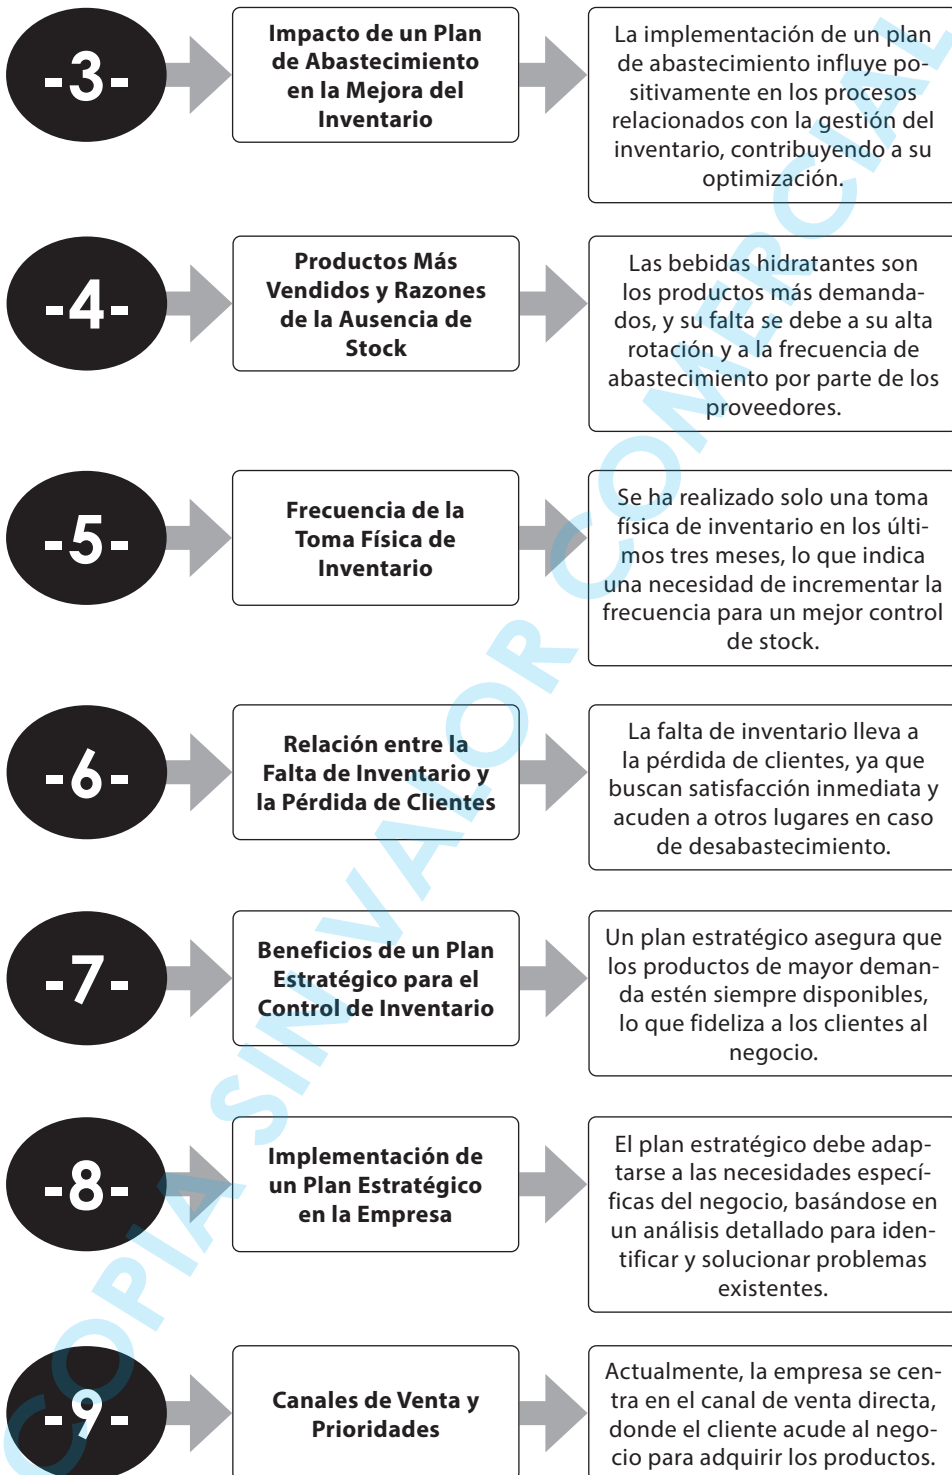 -3-
Impacto de un Plan
de Abastecimiento
en la Mejora del
Inventario
La implementación de un plan
de abastecimiento influye po-
sitivamente en los procesos
relacionados con la gestión del
inventario, contribuyendo a su
optimización.
-4-
Productos Más
Vendidos y Razones
de la Ausencia de
Stock
Las bebidas hidratantes son
los productos más demanda-
dos, y su falta se debe a su alta
rotación y a la frecuencia de
abastecimiento por parte de los
proveedores.
-5-
Frecuencia de la
Toma Física de
Inventario
Se ha realizado solo una toma
física de inventario en los últi-
mos tres meses, lo que indica
una necesidad de incrementar la
frecuencia para un mejor control
de stock.
-6-
Relación entre la
Falta de Inventario y
la Pérdida de Clientes
La falta de inventario lleva a
la pérdida de clientes, ya que
buscan satisfacción inmediata y
acuden a otros lugares en caso
de desabastecimiento.
-7-
Beneficios de un Plan
Estratégico para el
Control de Inventario
Un plan estratégico asegura que
los productos de mayor deman-
da estén siempre disponibles,
lo que fideliza a los clientes al
negocio.
-8-
Implementación de
un Plan Estratégico
en la Empresa
El plan estratégico debe adap-
tarse a las necesidades especí-
ficas del negocio, basándose en
un análisis detallado para iden-
tificar y solucionar problemas
existentes.
-9-
Canales de Venta y
Prioridades
Actualmente, la empresa se cen-
tra en el canal de venta directa,
donde el cliente acude al nego-
cio para adquirir los productos.
COPIA SIN VALOR COMERCIAL